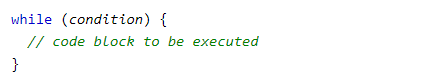 while (condition) {
  // code block to be executed
}